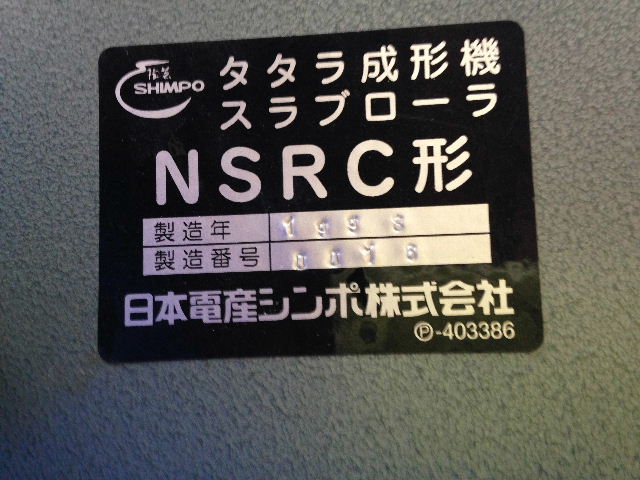 SHIMPO
タタラ成形機
スラブローラ
NSRC形
製造年 1998
製造番号 0016
日本電産シンポ株式会社
Ⓟ-403386